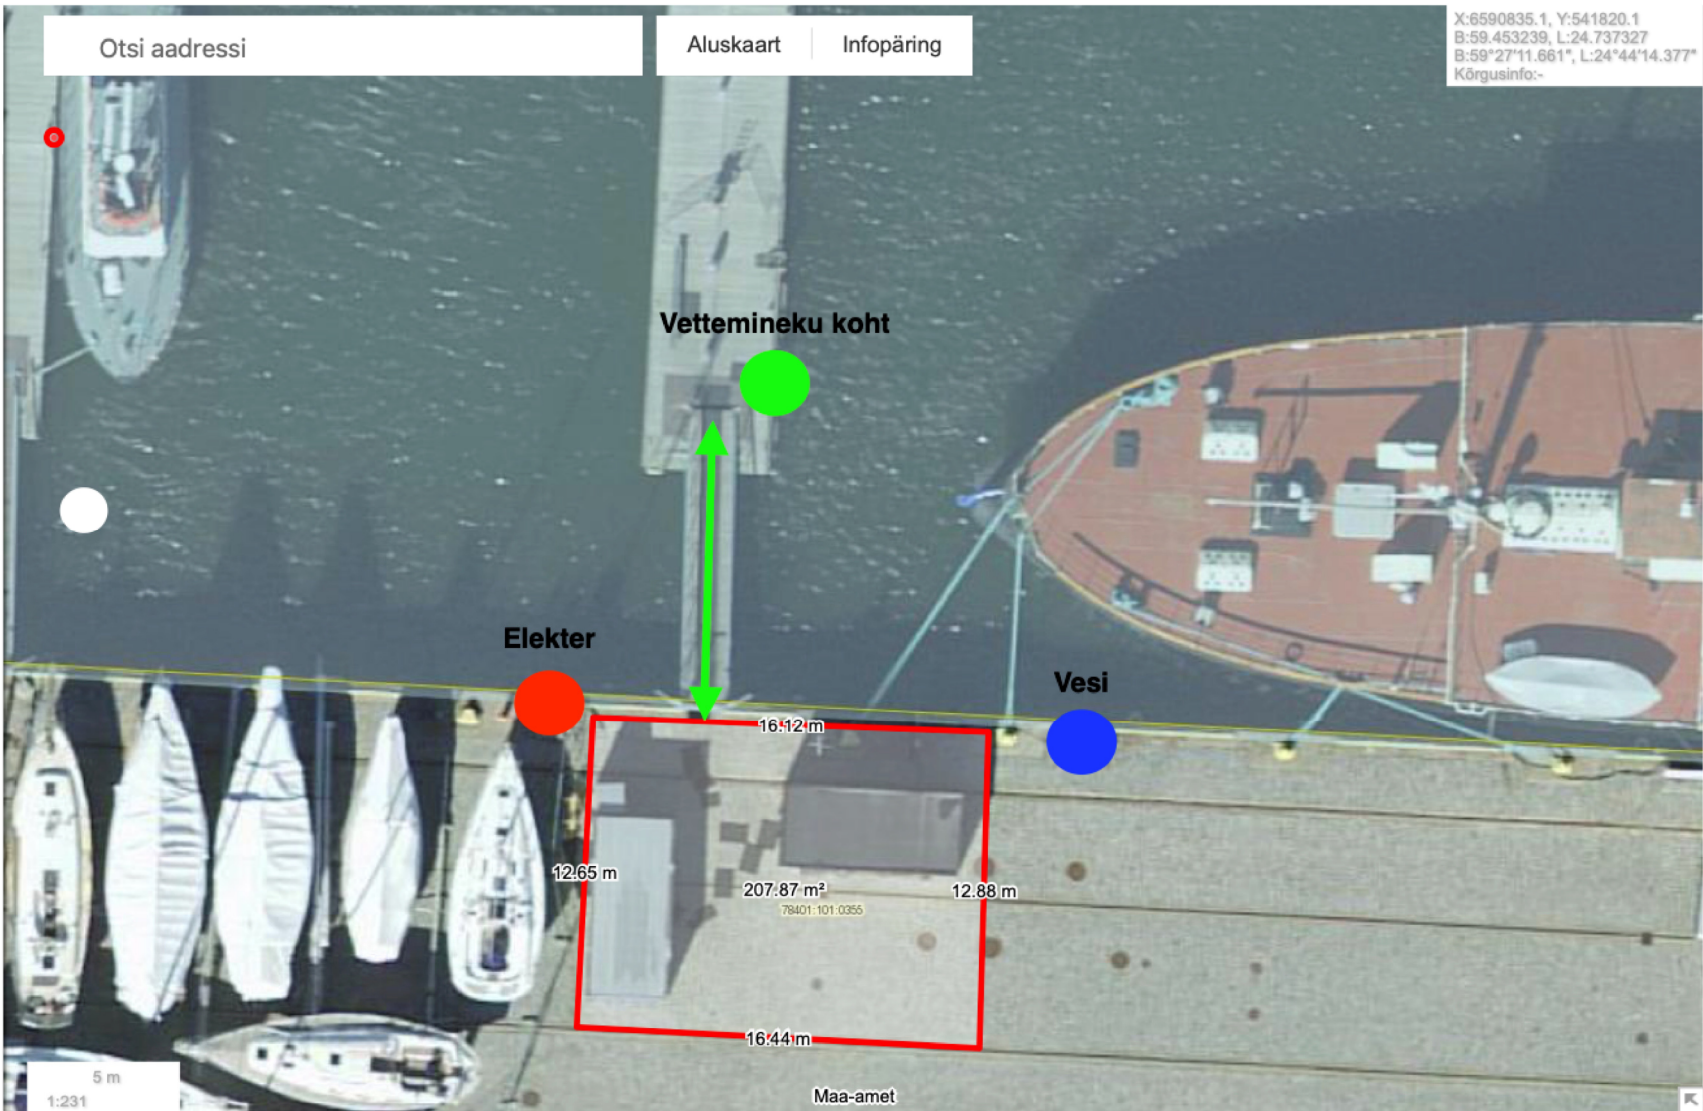 Otsi aadressi
Aluskaart
Infopäring
X:6590835.1, Y:541820.1
B:59.453239, L:24.737327
B:59°27'11.661", L:24°44'14.377"
Kõrgusinfo:-
Vettemineku koht
Elekter
Vesi
16.12 m
12.65 m
207.87 m²
12.88 m
78401:101:0355
16.44 m
5 m
1:231
Maa-amet